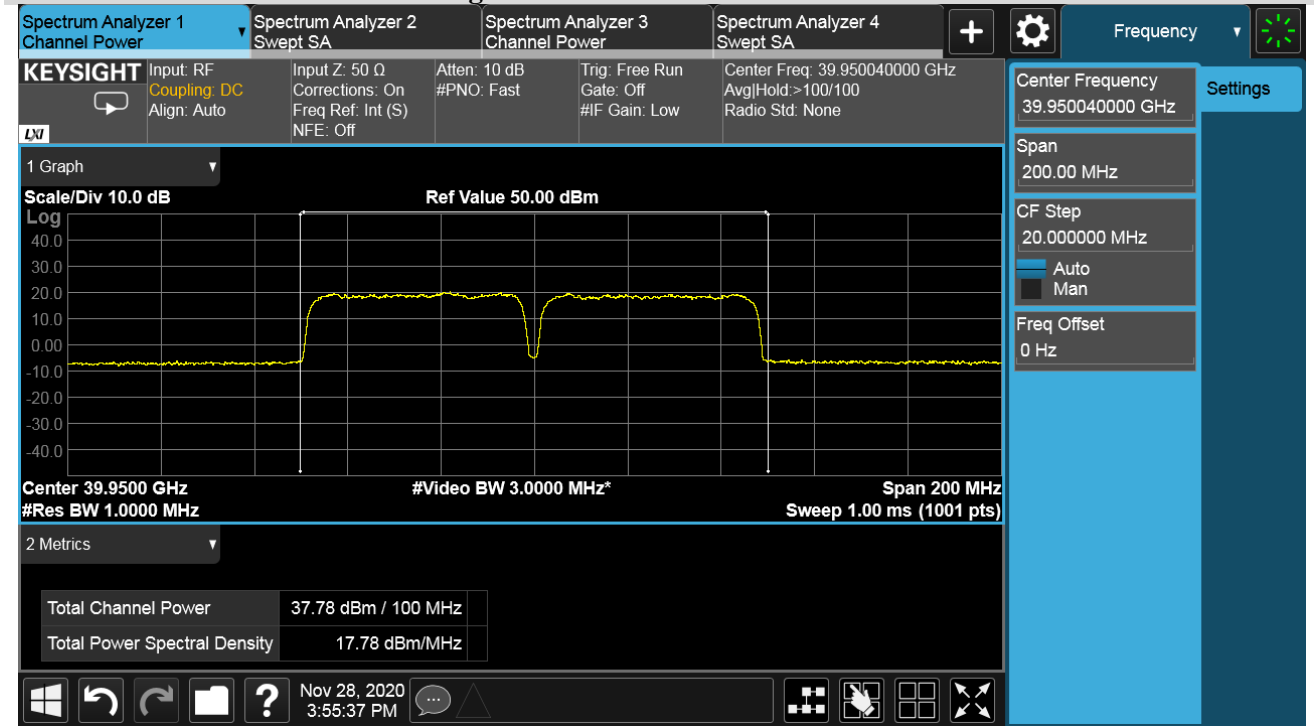 Spectrum Analyzer 1
Channel Power
Spectrum Analyzer 2
Swept SA
Spectrum Analyzer 3
Channel Power
Spectrum Analyzer 4
Swept SA
Frequency
KEYSIGHT
LXI
Input: RF
Coupling: DC
Align: Auto
Input Z: 50 Ω
Corrections: On
Freq Ref: Int (S)
NFE: Off
Atten: 10 dB
#PNO: Fast
Trig: Free Run
Gate: Off
#IF Gain: Low
Center Freq: 39.950040000 GHz
Avg|Hold:>100/100
Radio Std: None
1 Graph
Scale/Div 10.0 dB
Ref Value 50.00 dBm
Log
40.0
30.0
20.0
10.0
0.00
-10.0
-20.0
-30.0
-40.0
Center 39.9500 GHz
#Video BW 3.0000 MHz*
Span 200 MHz
#Res BW 1.0000 MHz
Sweep 1.00 ms (1001 pts)
2 Metrics
Total Channel Power 37.78 dBm / 100 MHz
Total Power Spectral Density 17.78 dBm/MHz
?
Nov 28, 2020
3:55:37 PM
Center Frequency
39.950040000 GHz
Settings
Span
200.00 MHz
CF Step
20.000000 MHz
Auto
Man
Freq Offset
0 Hz